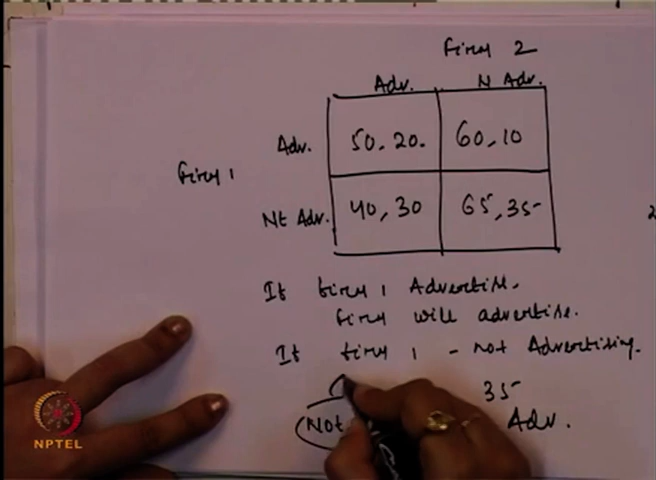 Firm 2
Adv. N Adv.
Adv. 50, 20. 60, 10
Firm 1
Nt Adv. 40, 30 65, 35
2
If firm 1 Advertise.
firm will advertise.
If firm 1 - not Advertising.
35
Not Adv.
NPTEL